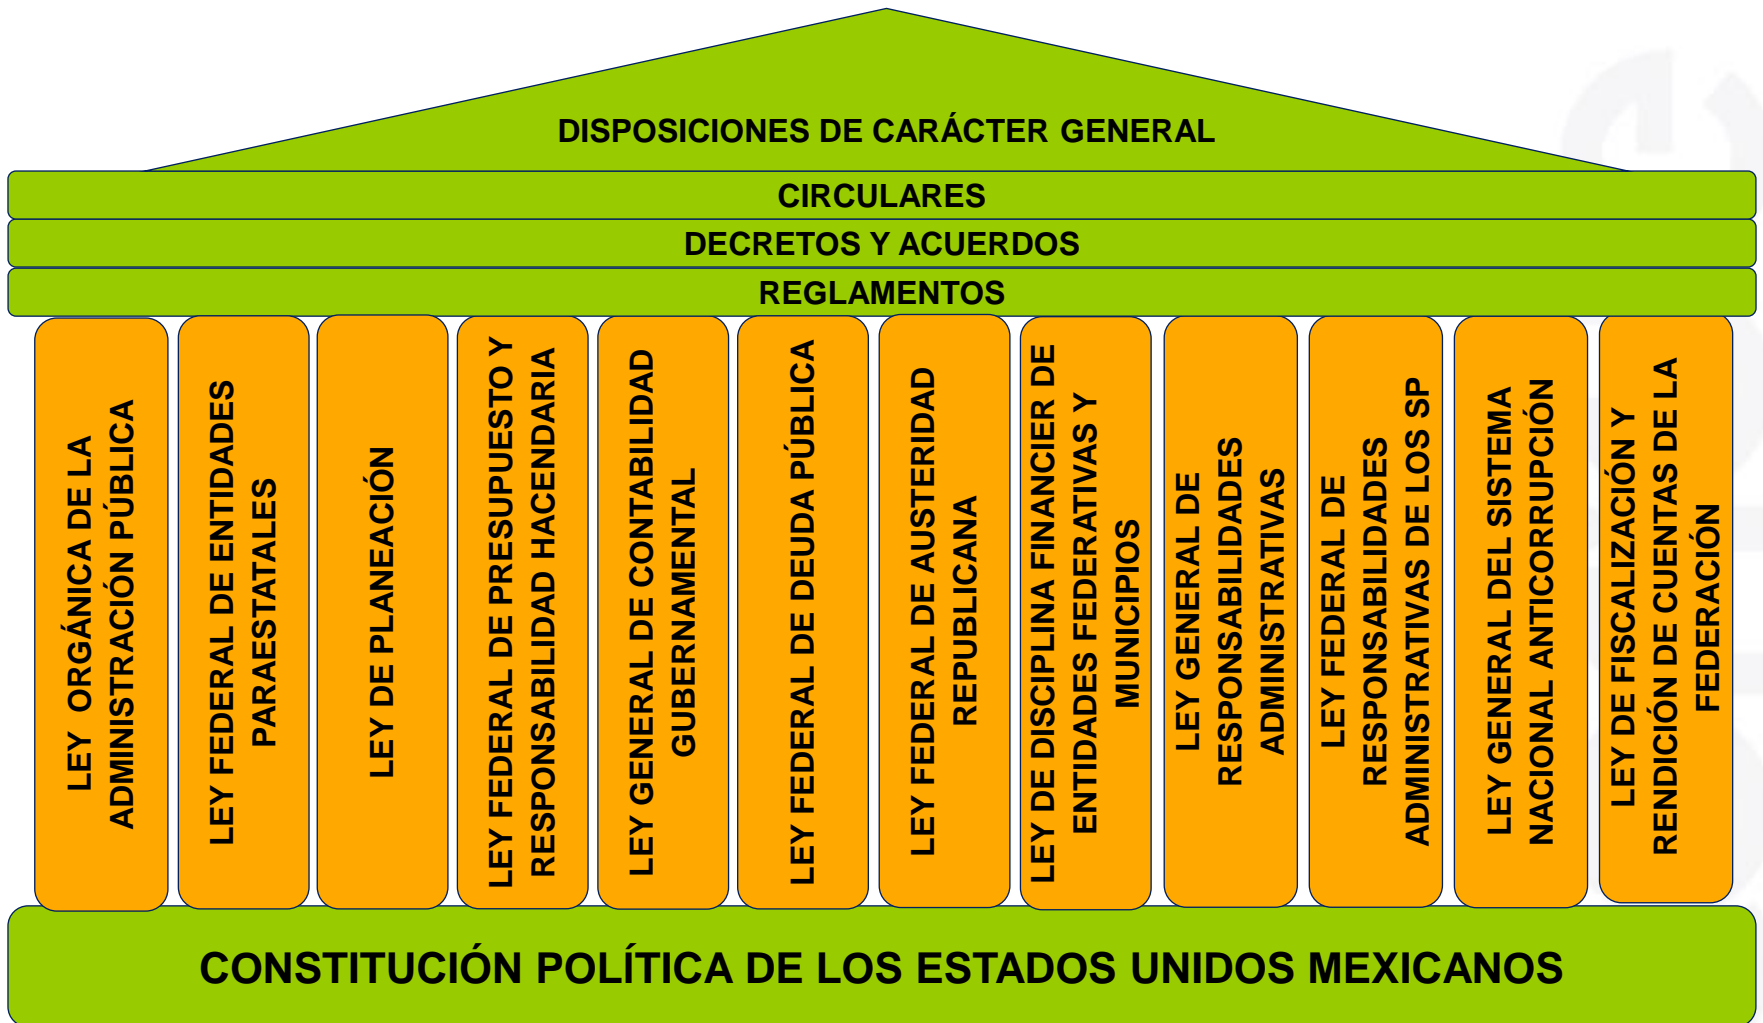 DISPOSICIONES DE CARÁCTER GENERAL
CIRCULARES
DECRETOS Y ACUERDOS
REGLAMENTOS
LEY ORGÁNICA DE LA
ADMINISTRACIÓN PÚBLICA
LEY FEDERAL DE ENTIDADES
PARAESTATALES
LEY DE PLANEACIÓN
LEY FEDERAL DE PRESUPUESTO Y
RESPONSABILIDAD HACENDARIA
LEY GENERAL DE CONTABILIDAD
GUBERNAMENTAL
LEY FEDERAL DE DEUDA PÚBLICA
LEY FEDERAL DE AUSTERIDAD
REPUBLICANA
LEY DE DISCIPLINA FINANCIER DE
ENTIDADES FEDERATIVAS Y
MUNICIPIOS
LEY GENERAL DE
RESPONSABILIDADES
ADMINISTRATIVAS
LEY FEDERAL DE
RESPONSABILIDADES
ADMINISTRATIVAS DE LOS SP
LEY GENERAL DEL SISTEMA
NACIONAL ANTICORRUPCIÓN
LEY DE FISCALIZACIÓN Y
RENDICIÓN DE CUENTAS DE LA
FEDERACIÓN
CONSTITUCIÓN POLÍTICA DE LOS ESTADOS UNIDOS MEXICANOS